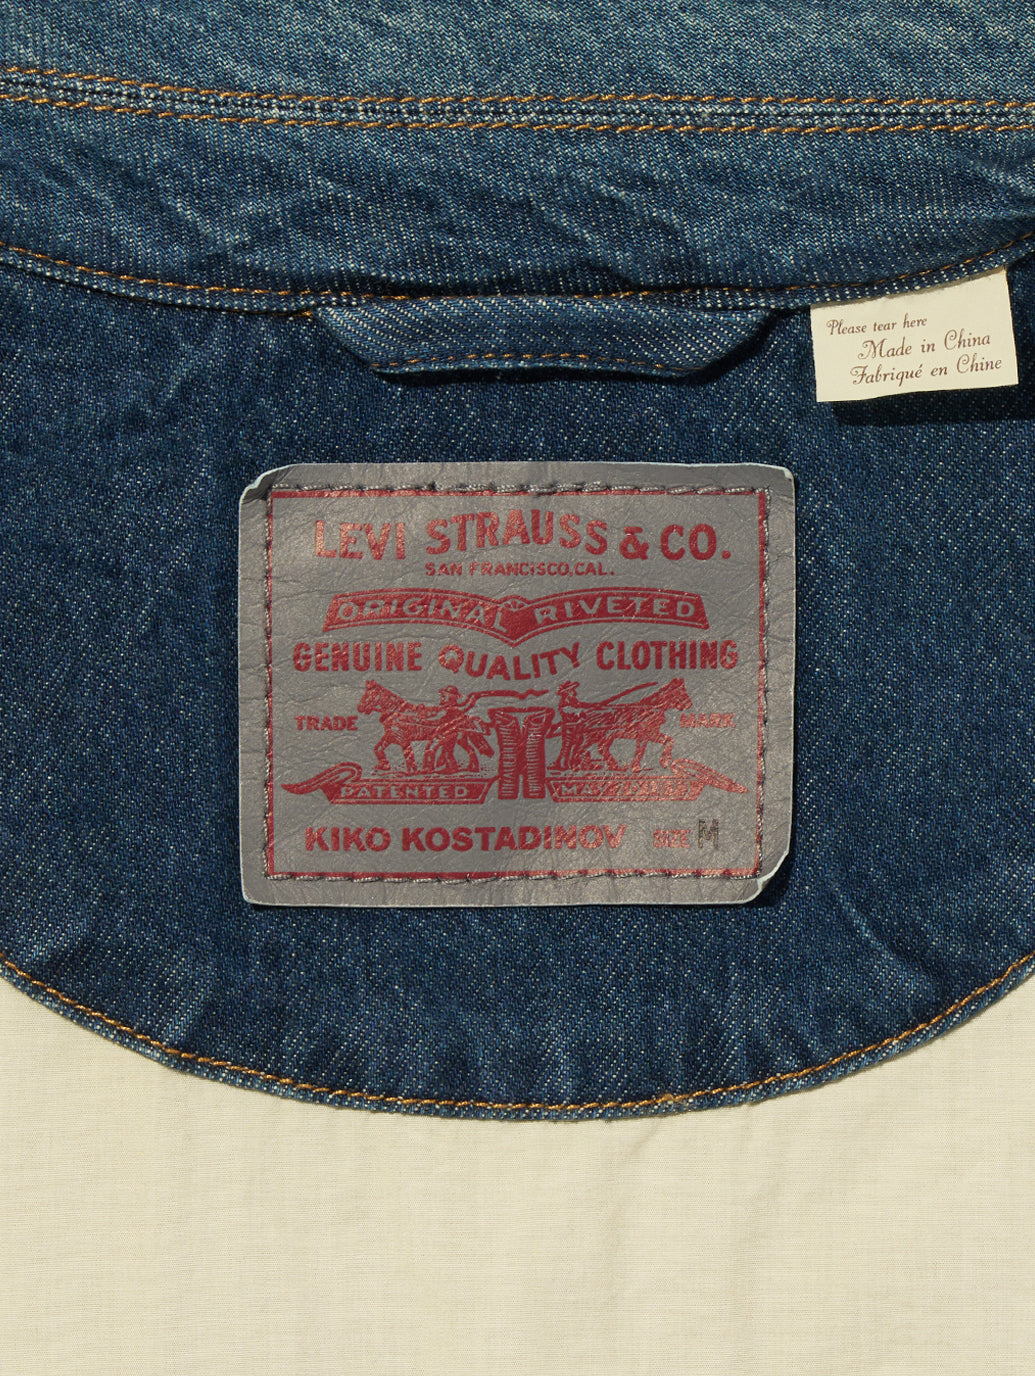 Please tear here
Made in China
Fabriqué en Chine
LEVI STRAUSS & CO.
SAN FRANCISCO, CAL.
ORIGINAL RIVETED
GENUINE QUALITY CLOTHING
TRADE MARK
PATENTED
KIKO KOSTADINOV SIZE M